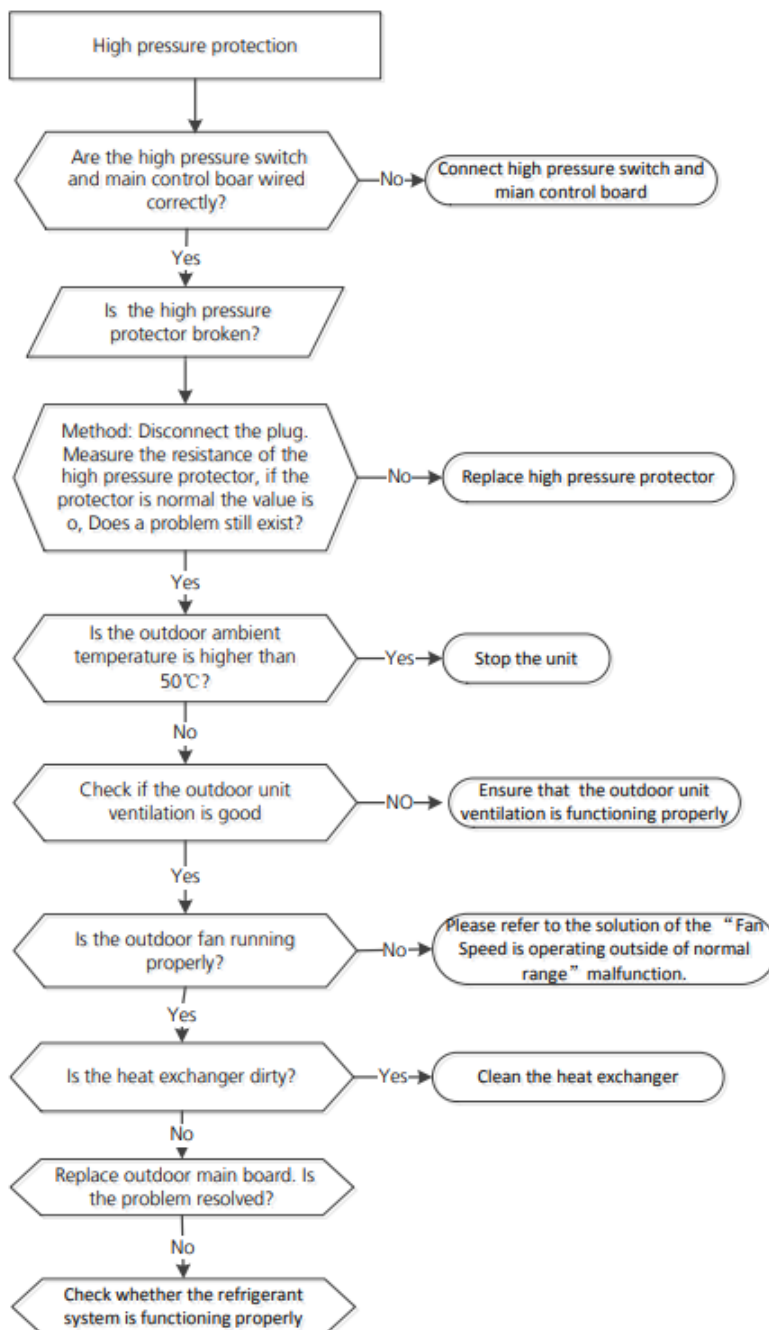 High pressure protection
Are the high pressure switch
and main control boar wired
correctly?
No
Connect high pressure switch and
mian control board
Yes
Is the high pressure
protector broken?
Method: Disconnect the plug.
Measure the resistance of the
high pressure protector, if the
protector is normal the value is
o, Does a problem still exist?
No
Replace high pressure protector
Yes
Is the outdoor ambient
temperature is higher than
50℃?
Yes
Stop the unit
No
Check if the outdoor unit
ventilation is good
NO
Ensure that the outdoor unit
ventilation is functioning properly
Yes
Is the outdoor fan running
properly?
No
Please refer to the solution of the “Fan
Speed is operating outside of normal
range” malfunction.
Yes
Is the heat exchanger dirty?
Yes
Clean the heat exchanger
No
Replace outdoor main board. Is
the problem resolved?
No
Check whether the refrigerant
system is functioning properly